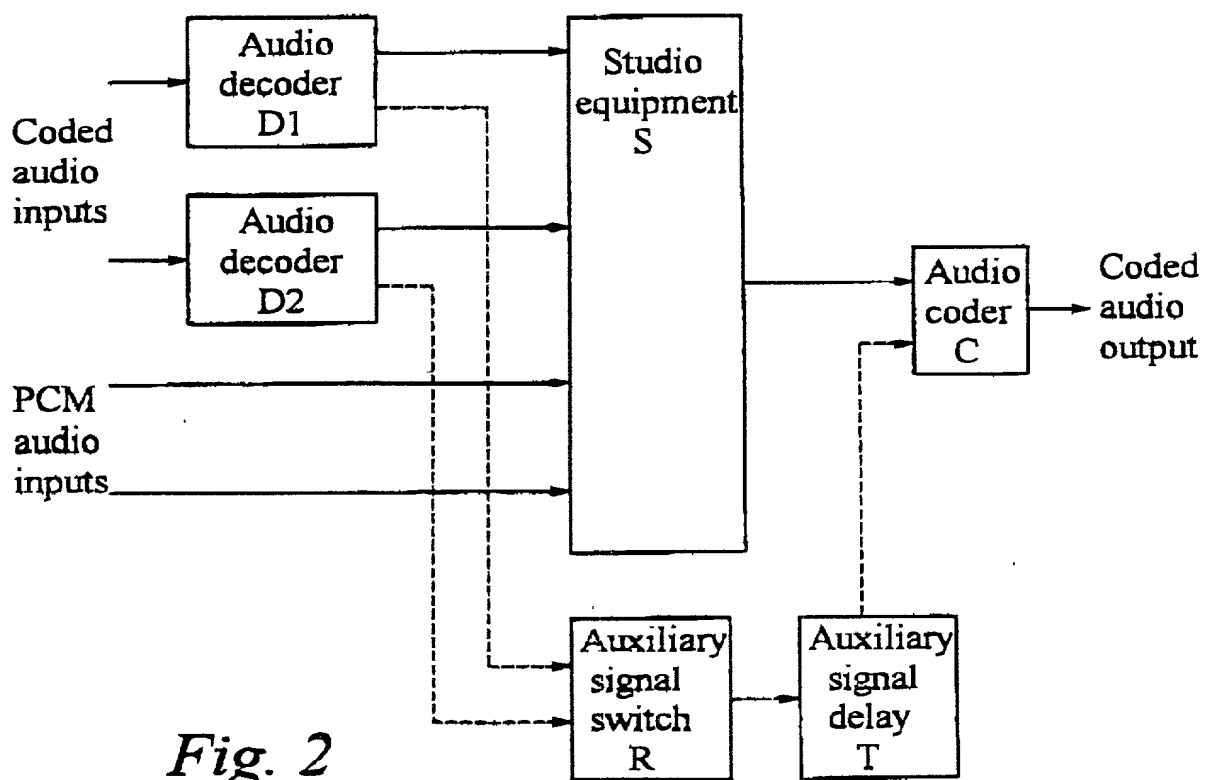 Audio
decoder
D1
Studio
equipment
S
Coded
audio
inputs
Audio
decoder
D2
Audio
coder
C
Coded
audio
output
PCM
audio
inputs
Auxiliary
signal
switch
R
Auxiliary
signal
delay
T
Fig. 2